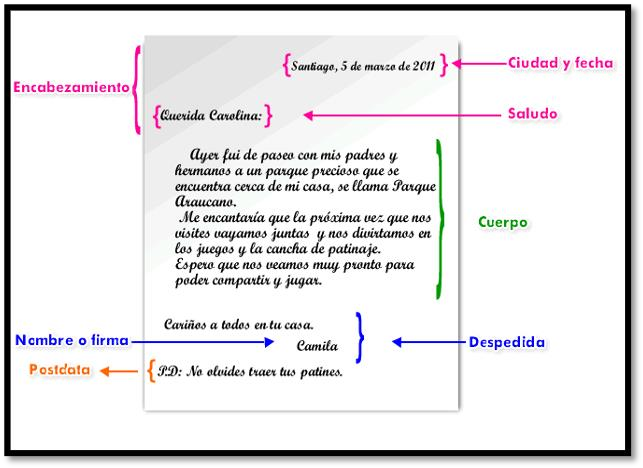 Santiago, 5 de marzo de 2011
Ciudad y fecha
Encabezamiento
Querida Carolina:
Saludo
Ayer fui de paseo con mis padres y
hermanos a un parque precioso que se
encuentra cerca de mi casa, se llama Parque
Araucano.
Me encantaría que la próxima vez que nos
visites vayamos juntas y nos divirtamos en
los juegos y la cancha de patinaje.
Espero que nos veamos muy pronto para
poder compartir y jugar.
Cuerpo
Cariños a todos en tu casa.
Nombre o firma
Camila
Despedida
Postdata
P.D: No olvides traer tus patines.